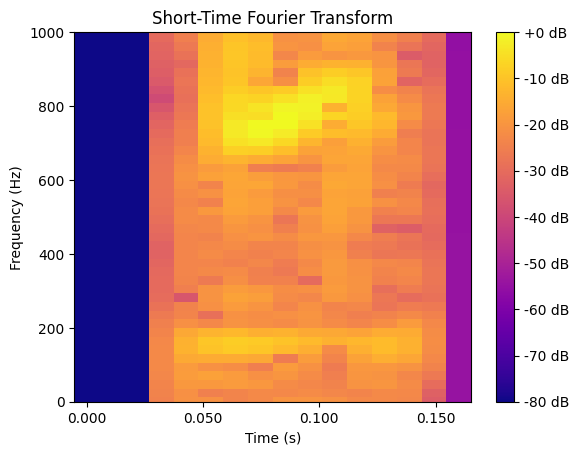 Short-Time Fourier Transform
1000
800
600
400
200
0
Frequency (Hz)
0.000
0.050
0.100
0.150
Time (s)
+0 dB
-10 dB
-20 dB
-30 dB
-40 dB
-50 dB
-60 dB
-70 dB
-80 dB